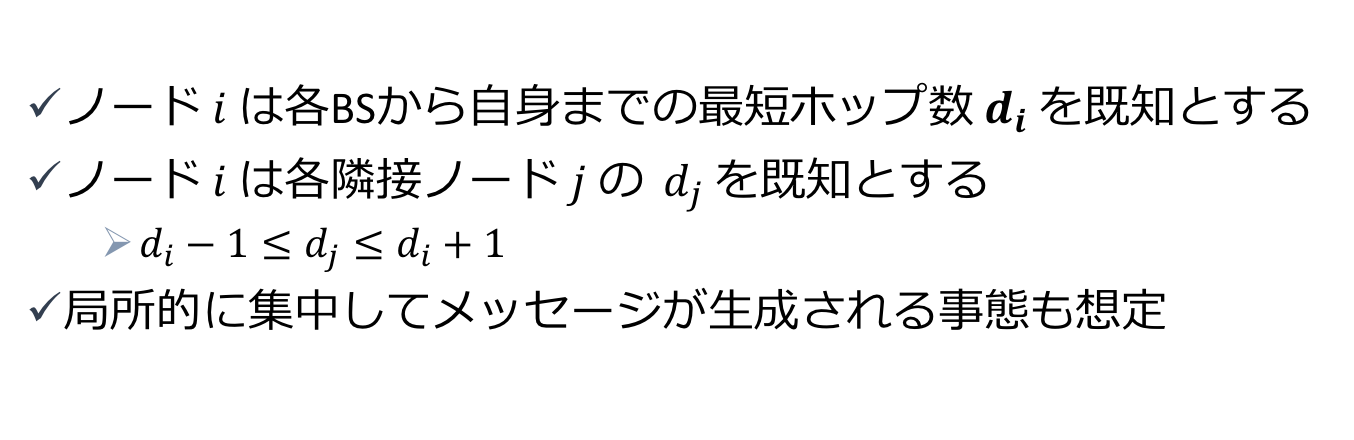 ✓ノード 𝑖 は各BSから自身までの最短ホップ数 𝒅ᵢ を既知とする
✓ノード 𝑖 は各隣接ノード 𝑗 の 𝑑ⱼ を既知とする
➢𝑑ᵢ − 1 ≤ 𝑑ⱼ ≤ 𝑑ᵢ + 1
✓局所的に集中してメッセージが生成される事態も想定